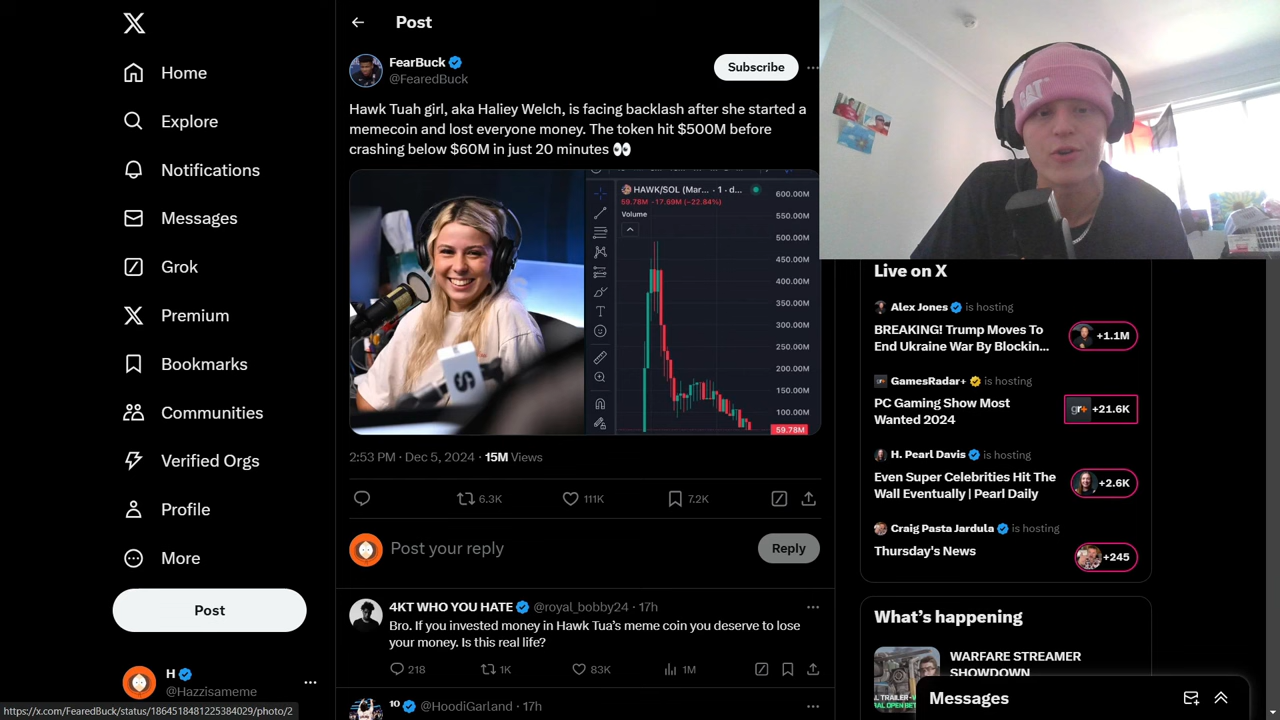 Home
Explore
Notifications
Messages
Grok
Premium
Bookmarks
Communities
Verified Orgs
Profile
More
Post
H
@Hazzisameme
https://x.com/FearedBuck/status/1864518481225384029/photo/2
Post
FearBuck
@FearedBuck
Subscribe
Hawk Tuah girl, aka Haliey Welch, is facing backlash after she started a
memecoin and lost everyone money. The token hit $500M before
crashing below $60M in just 20 minutes 👀
HAWK/SOL (Mar... · 1 · d...
59.78M -17.69M (-22.84%)
Volume
600.00M
550.00M
500.00M
450.00M
400.00M
350.00M
300.00M
250.00M
200.00M
150.00M
100.00M
59.78M
2:53 PM · Dec 5, 2024 · 15M Views
6.3K
111K
7.2K
Post your reply
Reply
4KT WHO YOU HATE @royal_bobby24 · 17h
Bro. If you invested money in Hawk Tua's meme coin you deserve to lose
your money. Is this real life?
218
1K
83K
1M
10 @HoodiGarland · 17h
Live on X
Alex Jones is hosting
BREAKING! Trump Moves To
End Ukraine War By Blockin...
+1.1M
GamesRadar+ is hosting
PC Gaming Show Most
Wanted 2024
gr+ +21.6K
H. Pearl Davis is hosting
Even Super Celebrities Hit The
Wall Eventually | Pearl Daily
+2.6K
Craig Pasta Jardula is hosting
Thursday's News
+245
What's happening
WARFARE STREAMER
SHOWDOWN
Messages